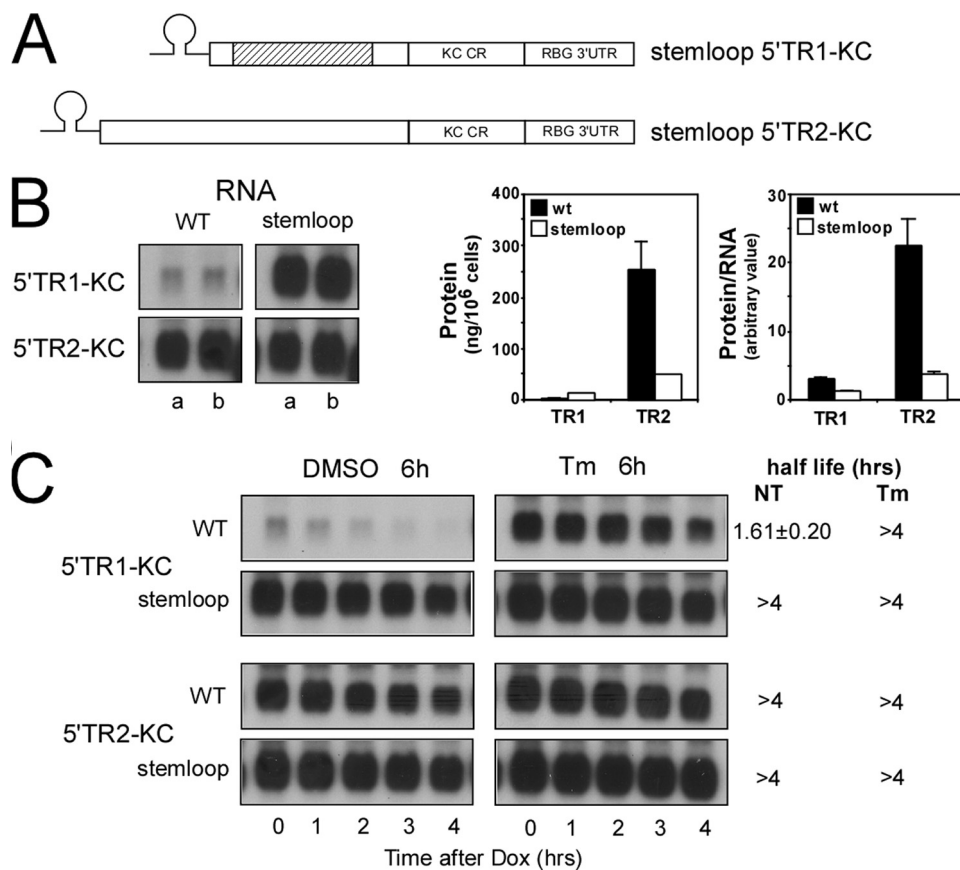 A
KC CR RBG 3'UTR stemloop 5'TR1-KC
KC CR RBG 3'UTR stemloop 5'TR2-KC
B
RNA
WT stemloop
5'TR1-KC
5'TR2-KC
a b a b
Protein
(ng/10⁶ cells)
400
300
200
100
0
wt
stemloop
TR1 TR2
Protein/RNA
(arbitrary value)
30
20
10
0
wt
stemloop
TR1 TR2
C
DMSO 6h Tm 6h half life (hrs)
NT Tm
WT 1.61±0.20 >4
5'TR1-KC
stemloop >4 >4
WT >4 >4
5'TR2-KC
stemloop >4 >4
0 1 2 3 4 0 1 2 3 4
Time after Dox (hrs)